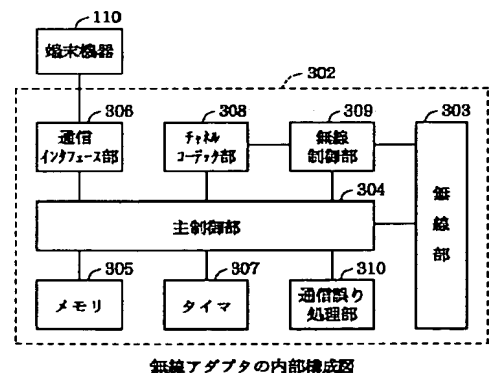 110
端末機器
302
306
通信
インタフェース部
308
チャネル
コーデック部
309
無線
制御部
303
無線部
304
主制御部
305
メモリ
307
タイマ
310
通信誤り
処理部
無線アダプタの内部構成図